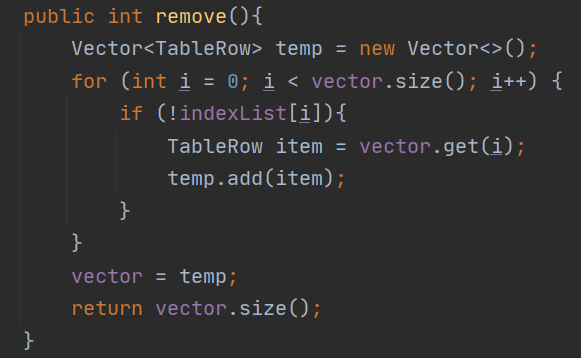 public int remove(){
    Vector<TableRow> temp = new Vector<>();
    for (int i = 0; i < vector.size(); i++) {
        if (!indexList[i]){
            TableRow item = vector.get(i);
            temp.add(item);
        }
    }
    vector = temp;
    return vector.size();
}